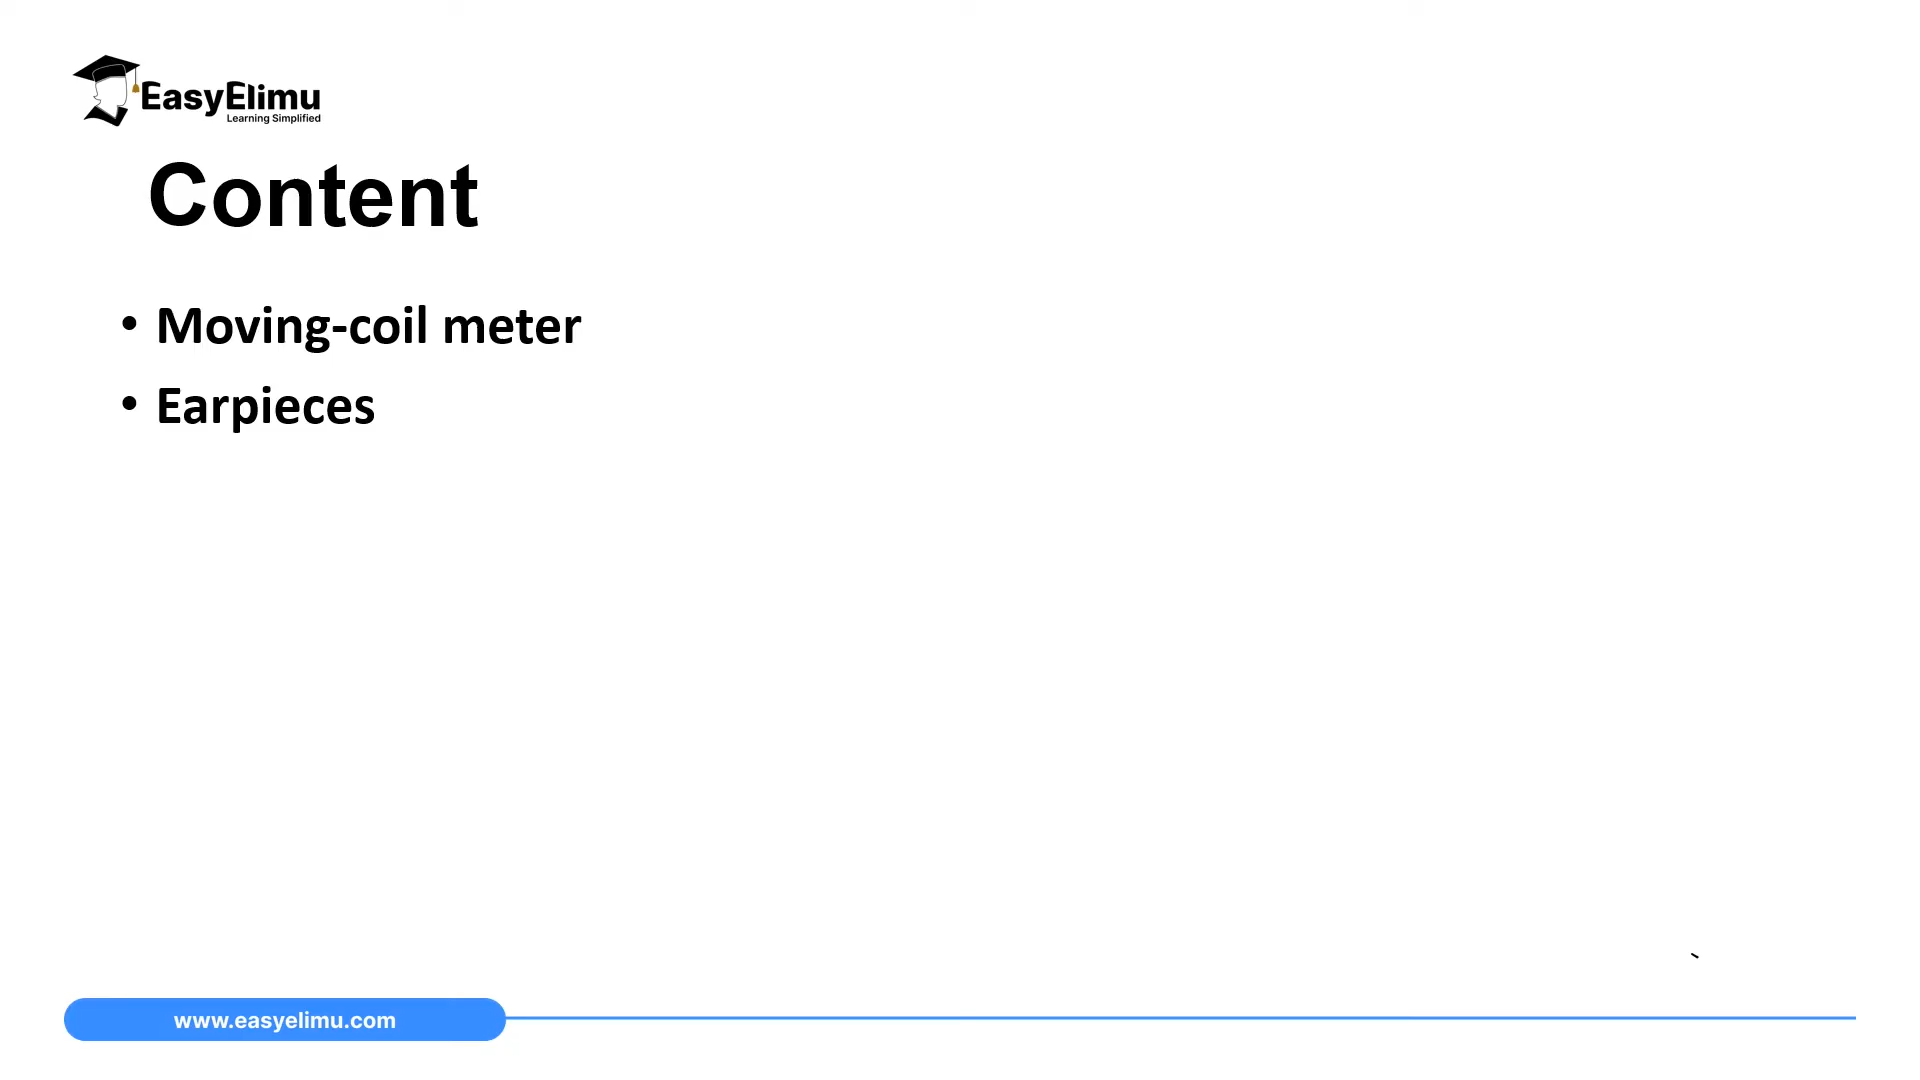 EasyElimu
Learning Simplified
Content
• Moving-coil meter
• Earpieces
www.easyelimu.com